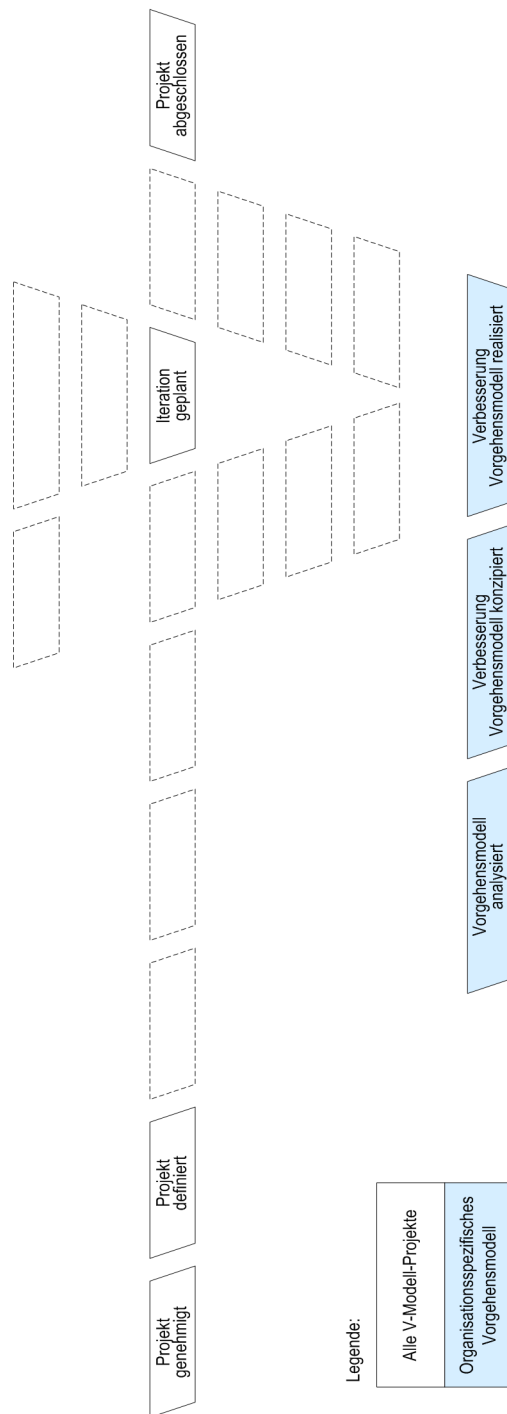 Projekt
genehmigt
Projekt
definiert
Iteration
geplant
Projekt
abgeschlossen
Vorgehensmodell
analysiert
Verbesserung
Vorgehensmodell konzipiert
Verbesserung
Vorgehensmodell realisiert
Legende:
Alle V-Modell-Projekte
Organisationsspezifisches
Vorgehensmodell